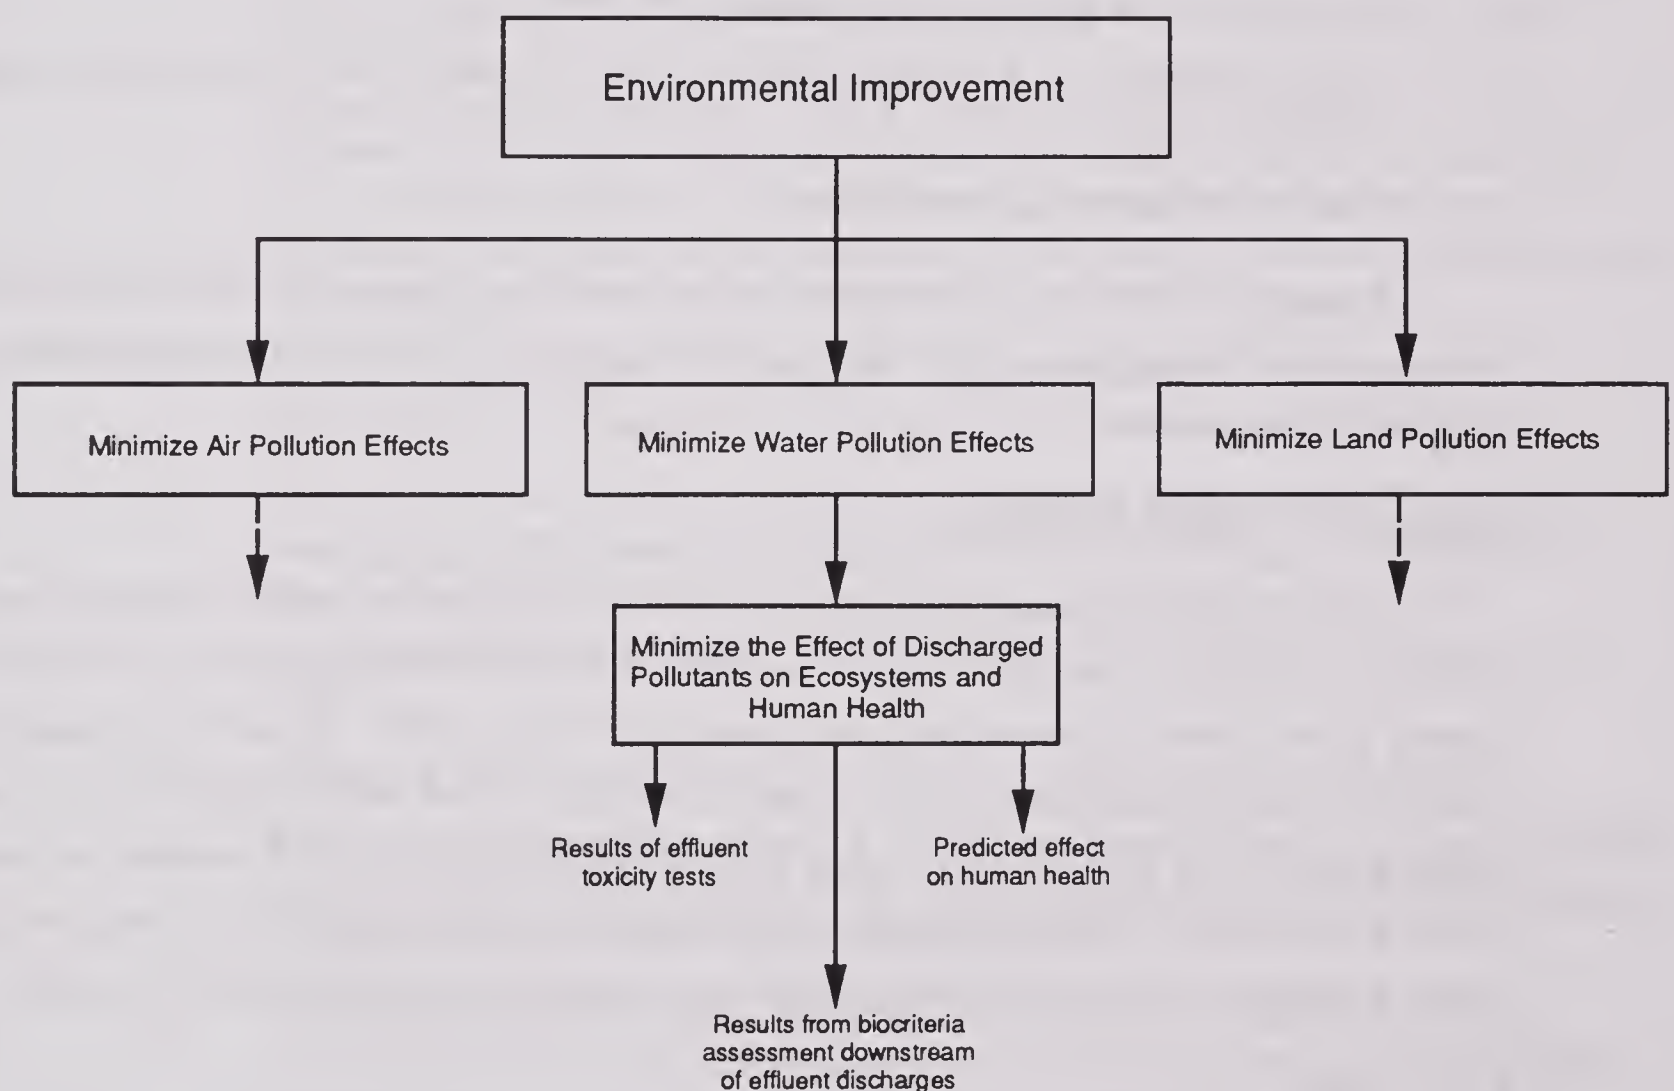 Environmental Improvement
Minimize Air Pollution Effects
Minimize Water Pollution Effects
Minimize Land Pollution Effects
Minimize the Effect of Discharged
Pollutants on Ecosystems and
Human Health
Results of effluent
toxicity tests
Predicted effect
on human health
Results from biocriteria
assessment downstream
of effluent discharges